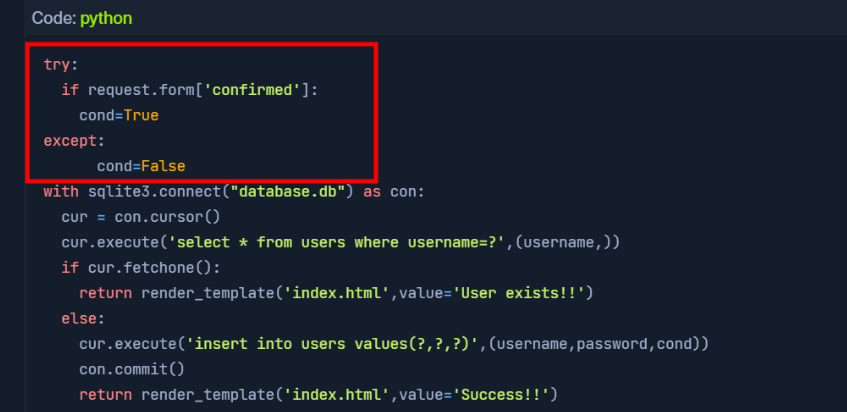 Code: python
try:
  if request.form['confirmed']:
    cond=True
except:
      cond=False
with sqlite3.connect("database.db") as con:
  cur = con.cursor()
  cur.execute('select * from users where username=?',(username,))
  if cur.fetchone():
    return render_template('index.html',value='User exists!!')
  else:
    cur.execute('insert into users values(?,?,?)',(username,password,cond))
    con.commit()
    return render_template('index.html',value='Success!!')